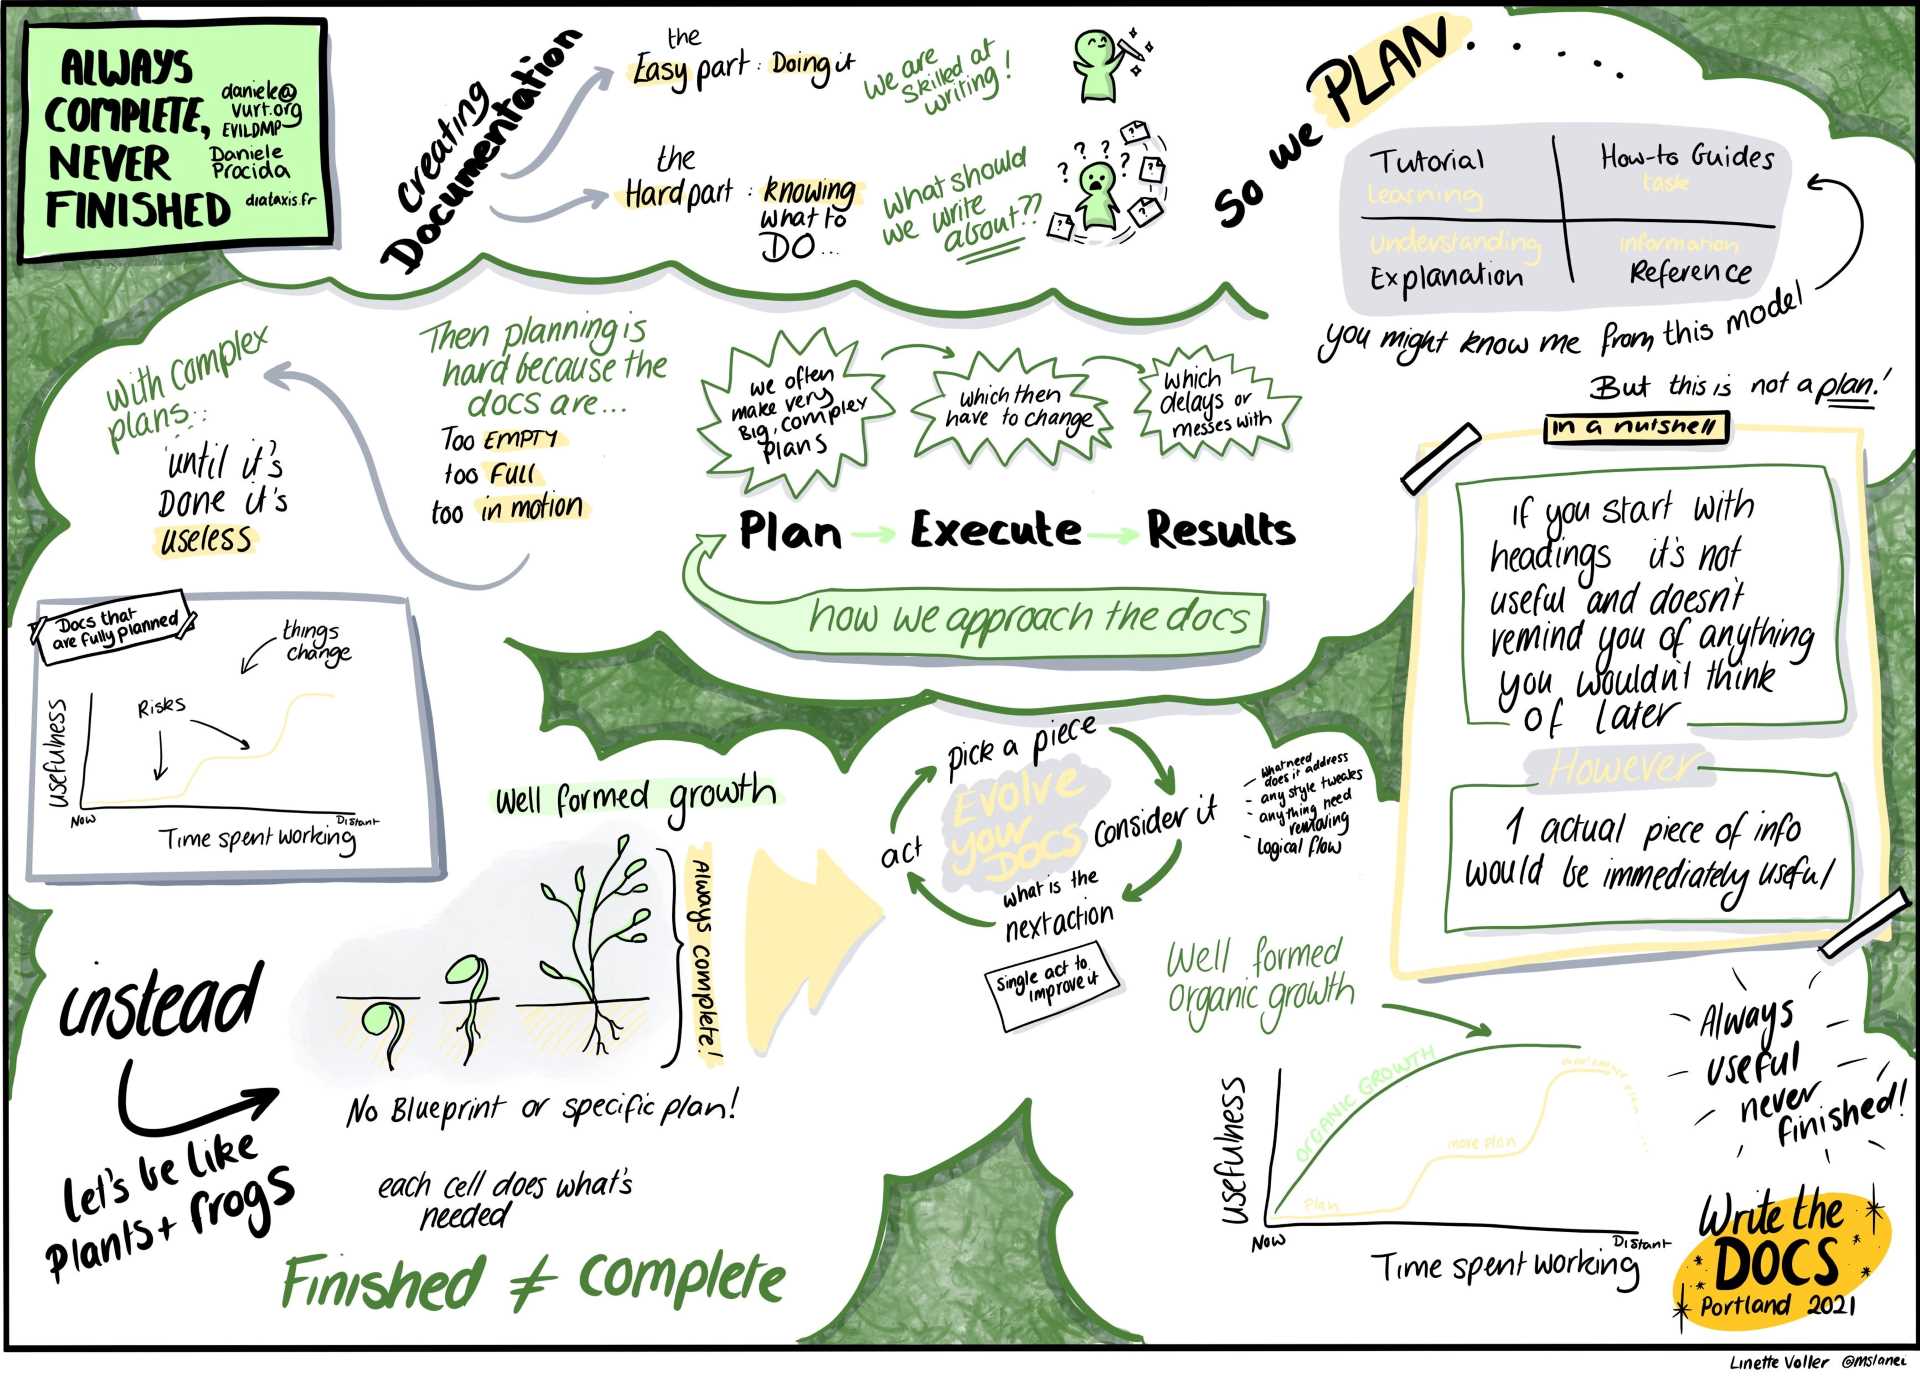 ALWAYS
COMPLETE,
NEVER
FINISHED
daniele@
vurt.org
EVILDMP
Daniele
Procida
diataxis.fr
Creating
Documentation
the
Easy part : Doing it
We are
skilled at
writing!
the
Hard part : knowing
what to
DO...
What should
we write
about??
So we PLAN.....
Tutorial
Learning
How-to Guides
task
Understanding
Explanation
information
Reference
you might know me from this model
But this is not a plan!
With complex
plans...
until it's
Done it's
useless
Then planning is
hard because the
docs are...
Too EMPTY
too FULL
too in motion
we often
make very
Big, complex
plans
which then
have to change
which
delays or
messes with
Plan → Execute → Results
how we approach the docs
in a nutshell
if you start with
headings it's not
useful and doesn't
remind you of anything
you wouldn't think
of later
However
1 actual piece of info
would be immediately useful
Docs that
are fully planned
things
change
Risks
usefulness
Now
Distant
Time spent working
Well formed growth
Always complete!
instead
let's be like
plants + frogs
No Blueprint or specific plan!
each cell does what's
needed
Finished ≠ complete
Evolve
your
DOCS
pick a piece
Consider it
- What need
does it address
- any style tweaks
- anything need
removing
- Logical flow
what is the
next action
single act to
improve it
act
Well formed
organic growth
ORGANIC GROWTH
Plan
more plan
usefulness
Now
Distant
Time spent working
Always
useful
never
finished!
Write the
DOCS
Portland 2021
Linette Voller @mslanei